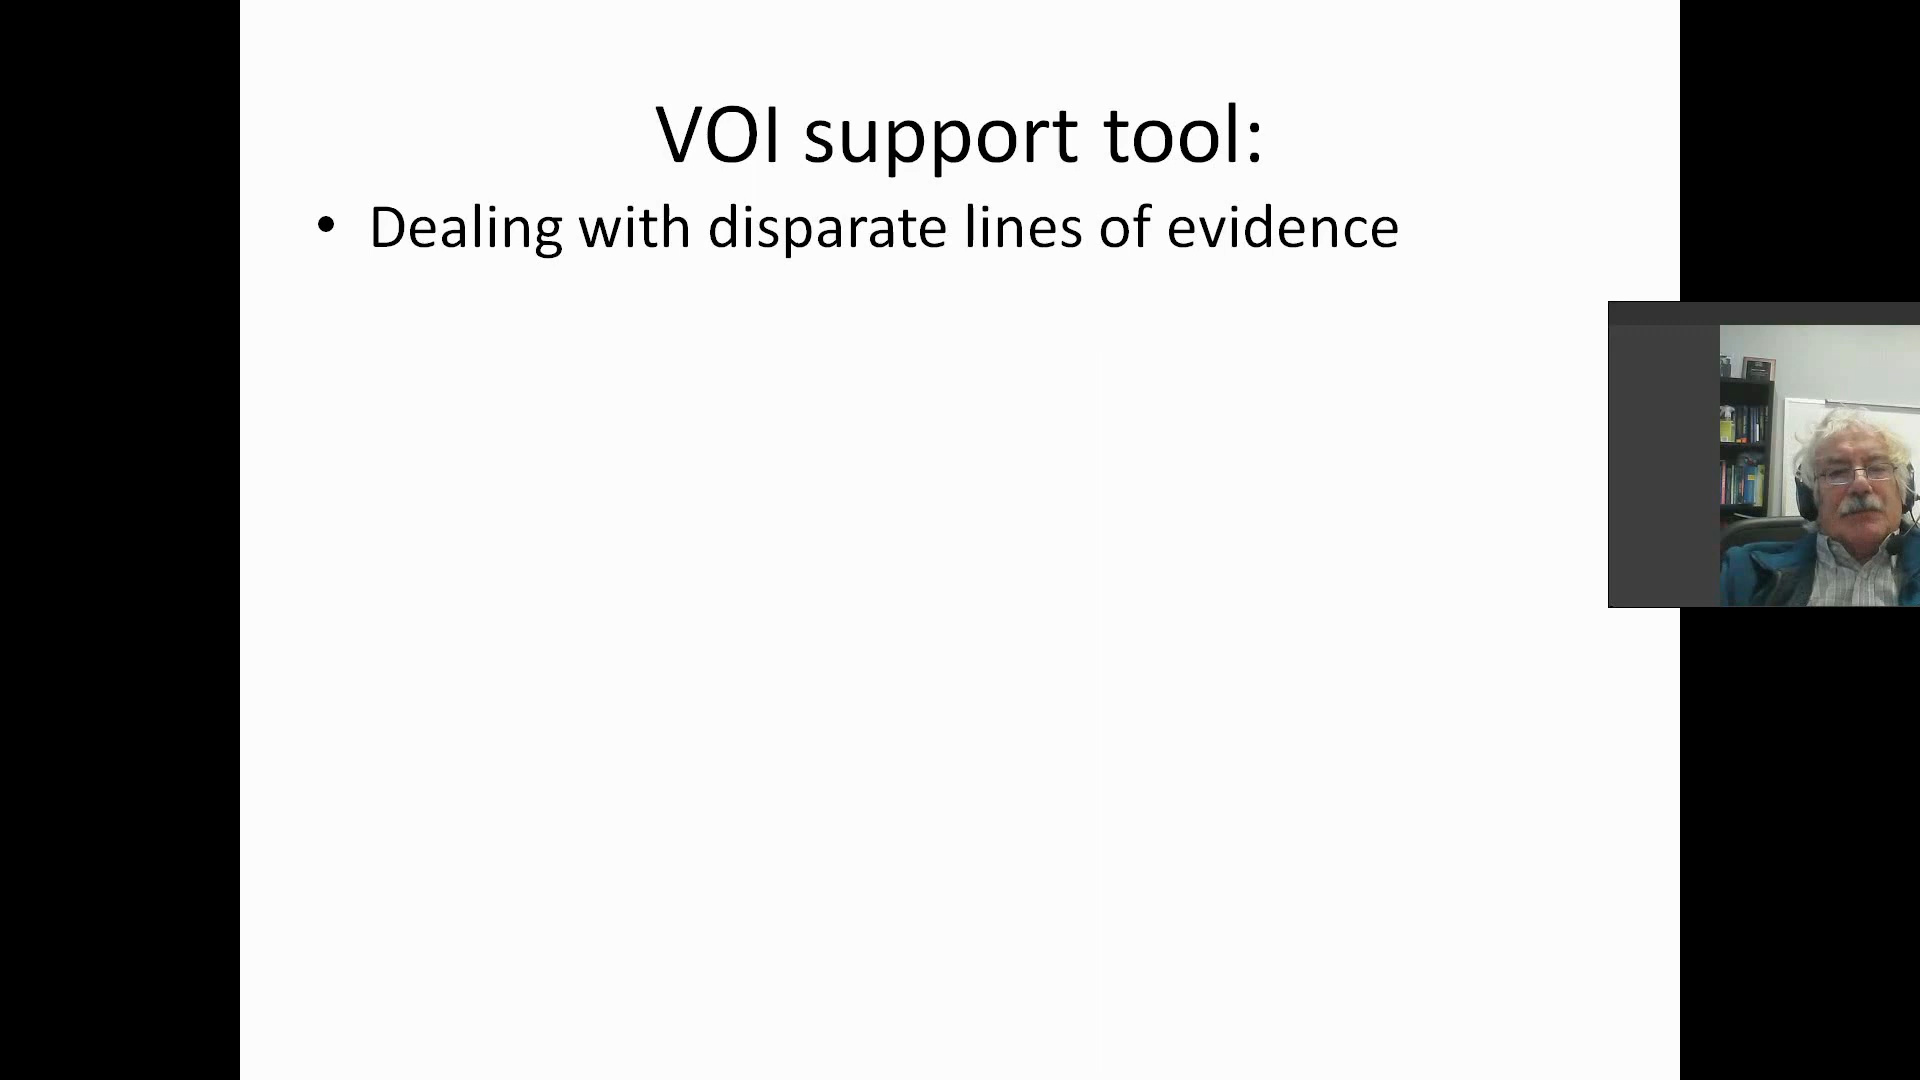 VOI support tool:
• Dealing with disparate lines of evidence